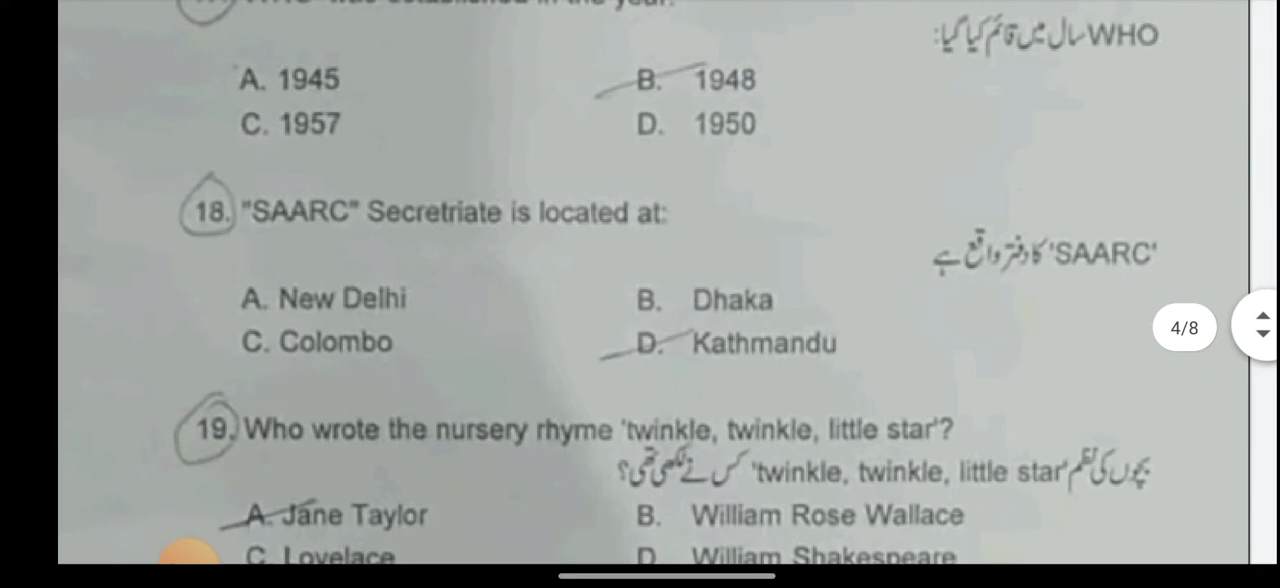 WHO سال میں قائم کیا گیا:
A. 1945
B. 1948
C. 1957
D. 1950
18. "SAARC" Secretriate is located at:
'SAARC' کا دفتر واقع ہے
A. New Delhi
B. Dhaka
C. Colombo
D. Kathmandu
4/8
19. Who wrote the nursery rhyme 'twinkle, twinkle, little star'?
بچوں کی نظم 'twinkle, twinkle, little star' کس نے لکھی تھی؟
A. Jane Taylor
B. William Rose Wallace
C. Lovelace
D. William Shakespeare